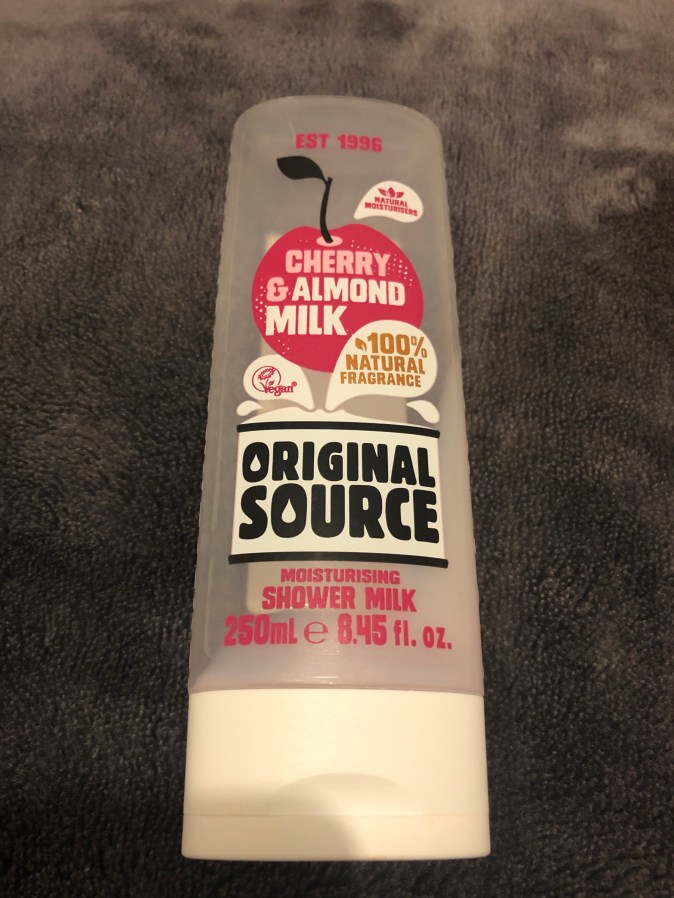 EST 1996
NATURAL
MOISTURISERS
CHERRY
& ALMOND
MILK
100%
NATURAL
FRAGRANCE
Vegan
ORIGINAL
SOURCE
MOISTURISING
SHOWER MILK
250ml e 8.45 fl. oz.